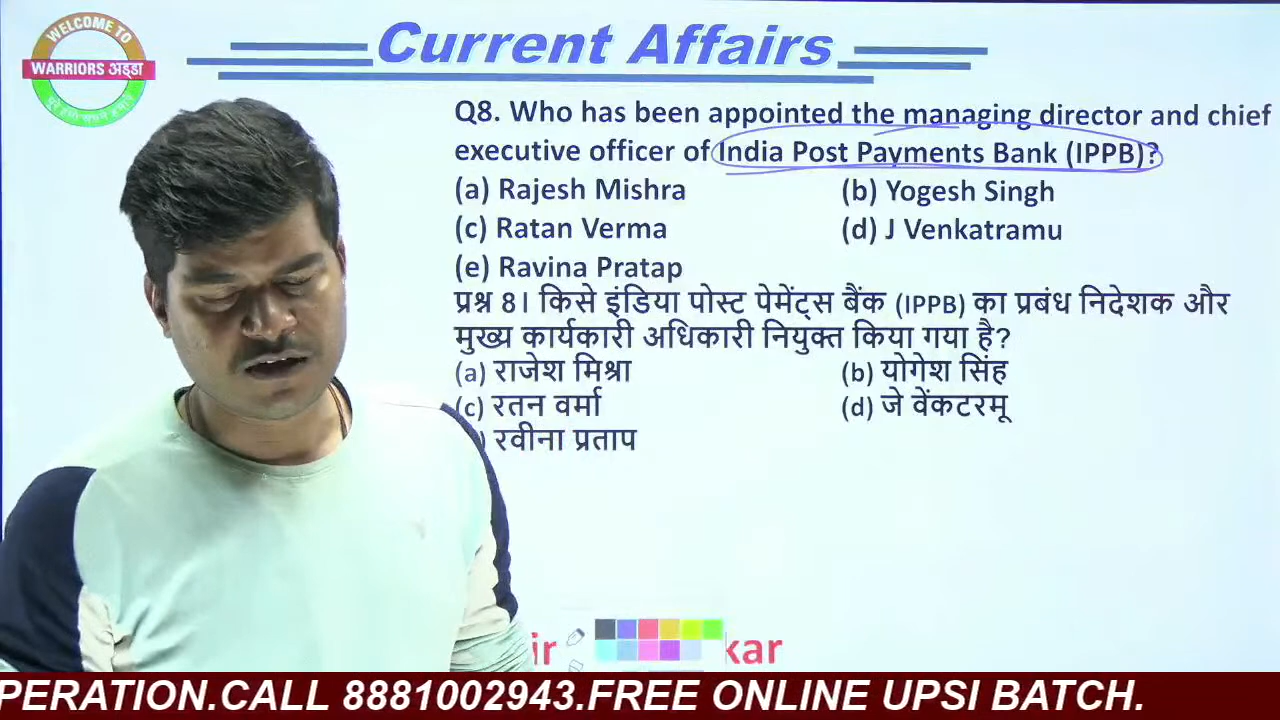 WELCOME TO
WARRIORS अड्डा
Current Affairs
Q8. Who has been appointed the managing director and chief
executive officer of India Post Payments Bank (IPPB)?
(a) Rajesh Mishra (b) Yogesh Singh
(c) Ratan Verma (d) J Venkatramu
(e) Ravina Pratap
प्रश्न 8। किसे इंडिया पोस्ट पेमेंट्स बैंक (IPPB) का प्रबंध निदेशक और
मुख्य कार्यकारी अधिकारी नियुक्त किया गया है?
(a) राजेश मिश्रा (b) योगेश सिंह
(c) रतन वर्मा (d) जे वेंकटरमू
रवीना प्रताप
ir kar
PERATION.CALL 8881002943.FREE ONLINE UPSI BATCH.